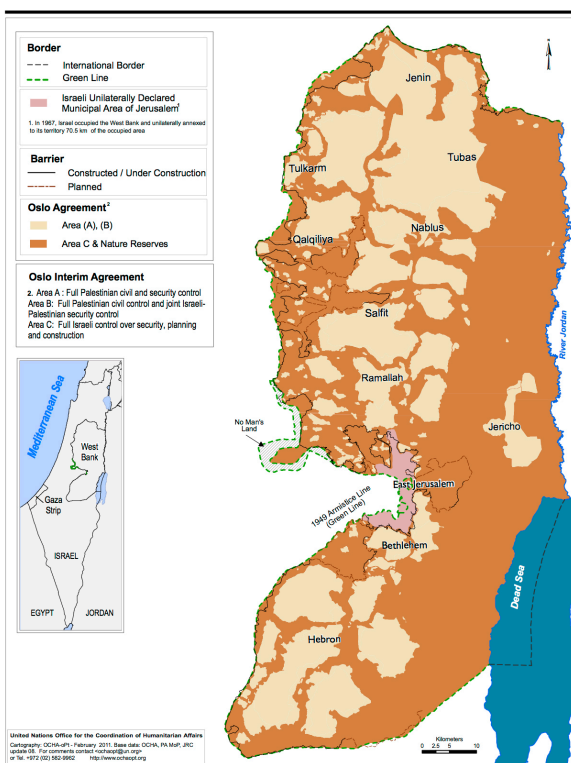 Border
International Border
Green Line
Israeli Unilaterally Declared
Municipal Area of Jerusalem¹
1. In 1967, Israel occupied the West Bank and unilaterally annexed
to its territory 70.5 km of the occupied area
Barrier
Constructed / Under Construction
Planned
Oslo Agreement²
Area (A), (B)
Area C & Nature Reserves
Oslo Interim Agreement
2. Area A : Full Palestinian civil and security control
Area B: Full Palestinian civil control and joint Israeli-
Palestinian security control
Area C: Full Israeli control over security, planning
and construction
Mediterranean Sea
West
Bank
Gaza
Strip
ISRAEL
EGYPT
JORDAN
Jenin
Tubas
Tulkarm
Nablus
Qalqiliya
Salfit
River Jordan
Ramallah
Jericho
No Man's
Land
East Jerusalem
1949 Armistice Line
(Green Line)
Bethlehem
Dead Sea
Hebron
Kilometers
0 2.5 5 10
United Nations Office for the Coordination of Humanitarian Affairs
Cartography: OCHA-oPt - February 2011. Base data: OCHA, PA MoP, JRC
update 08. For comments contact <ochaopt@un.org>
or Tel. +972 (02) 582-9962 http://www.ochaopt.org